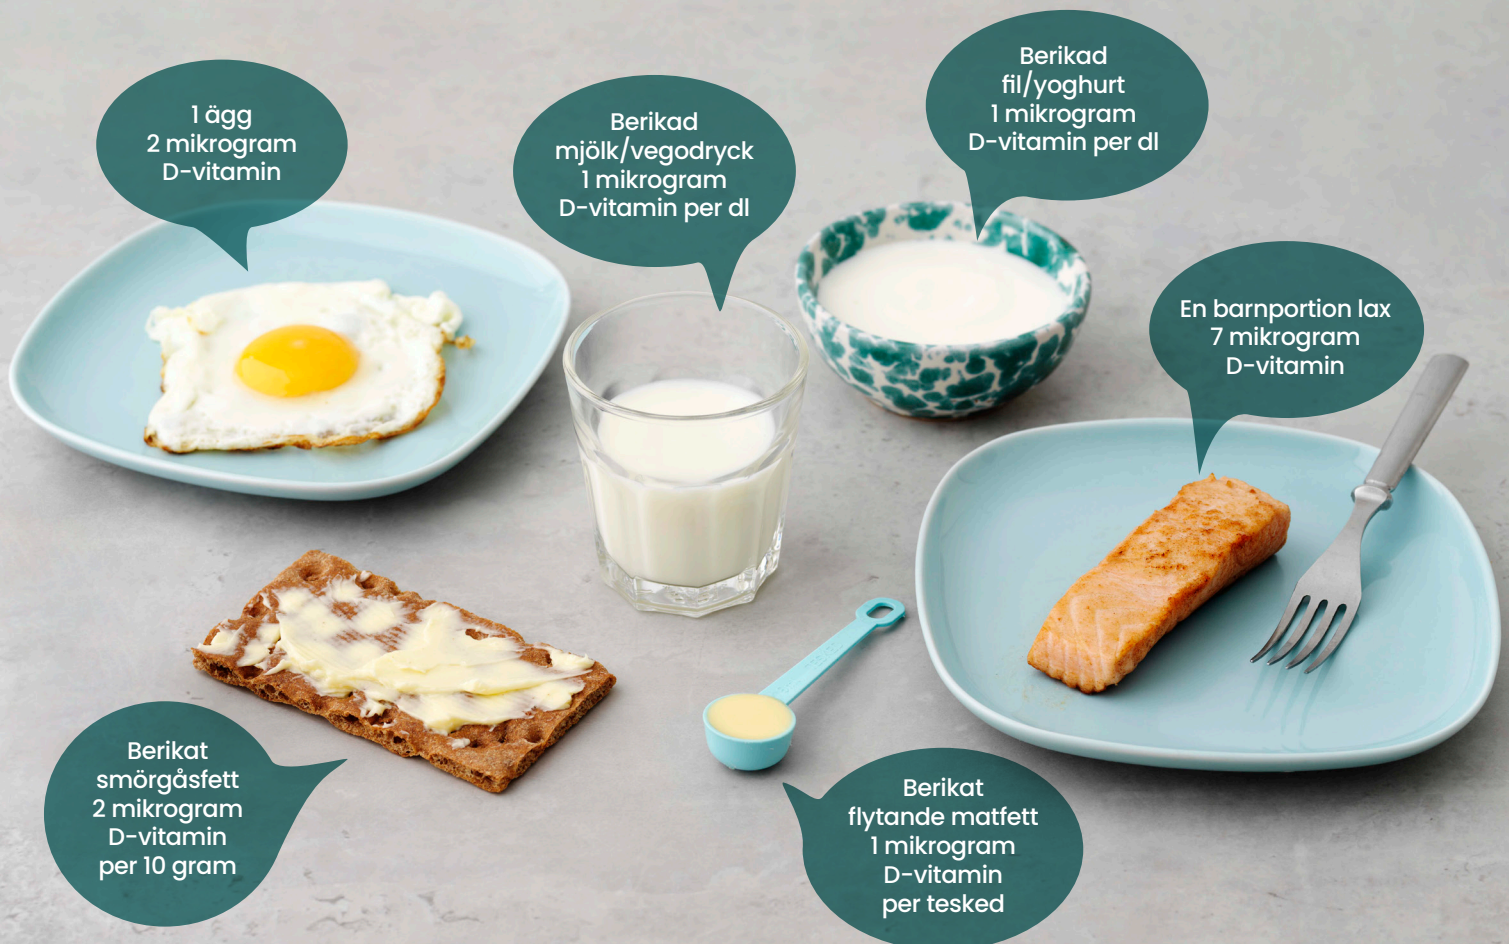 1 ägg
2 mikrogram
D-vitamin
Berikad
mjölk/vegodryck
1 mikrogram
D-vitamin per dl
Berikad
fil/yoghurt
1 mikrogram
D-vitamin per dl
En barnportion lax
7 mikrogram
D-vitamin
Berikat
smörgåsfett
2 mikrogram
D-vitamin
per 10 gram
Berikat
flytande matfett
1 mikrogram
D-vitamin
per tesked